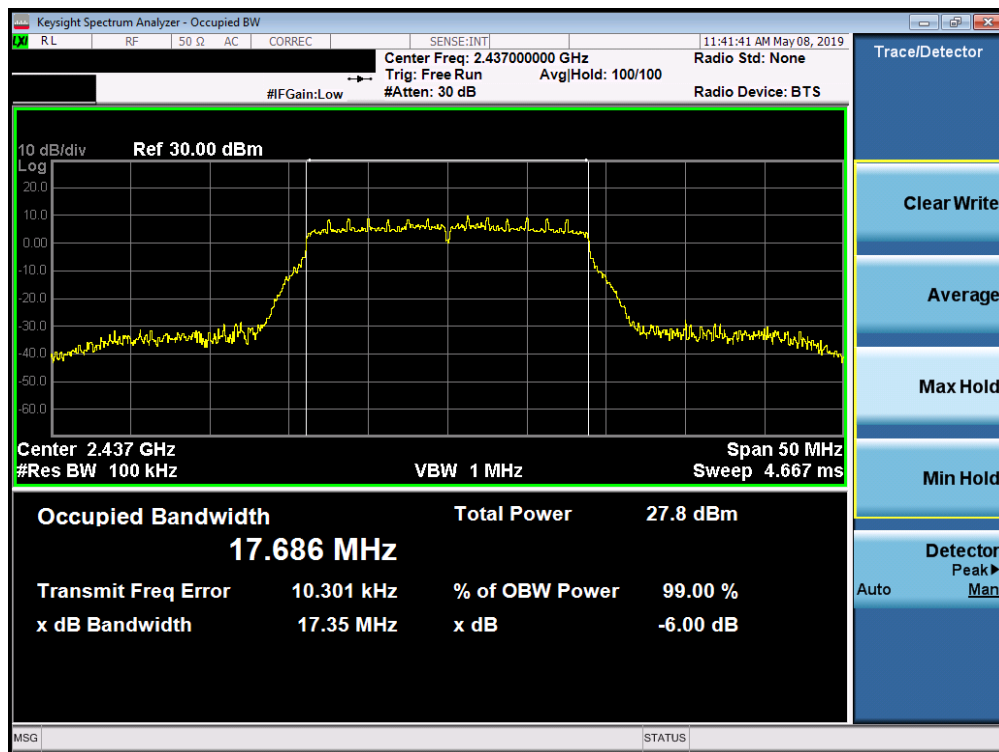 Keysight Spectrum Analyzer - Occupied BW
LXI RL RF 50 Ω AC CORREC SENSE:INT 11:41:41 AM May 08, 2019
Center Freq: 2.437000000 GHz Radio Std: None
Trig: Free Run Avg|Hold: 100/100
#IFGain:Low #Atten: 30 dB Radio Device: BTS
10 dB/div Ref 30.00 dBm
Log
20.0
10.0
0.00
-10.0
-20.0
-30.0
-40.0
-50.0
-60.0
Center 2.437 GHz Span 50 MHz
#Res BW 100 kHz VBW 1 MHz Sweep 4.667 ms
Occupied Bandwidth Total Power 27.8 dBm
17.686 MHz
Transmit Freq Error 10.301 kHz % of OBW Power 99.00 %
x dB Bandwidth 17.35 MHz x dB -6.00 dB
MSG STATUS
Trace/Detector
Clear Write
Average
Max Hold
Min Hold
Detector
Peak▶
Auto Man